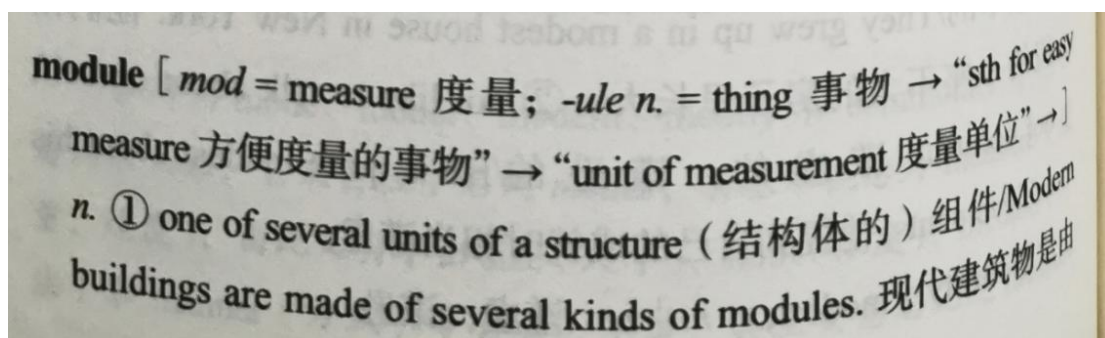 module [ mod = measure 度量; -ule n. = thing 事物 → “sth for easy
measure 方便度量的事物” → “unit of measurement 度量单位” →]
n. ① one of several units of a structure (结构体的) 组件/Modern
buildings are made of several kinds of modules. 现代建筑物是由